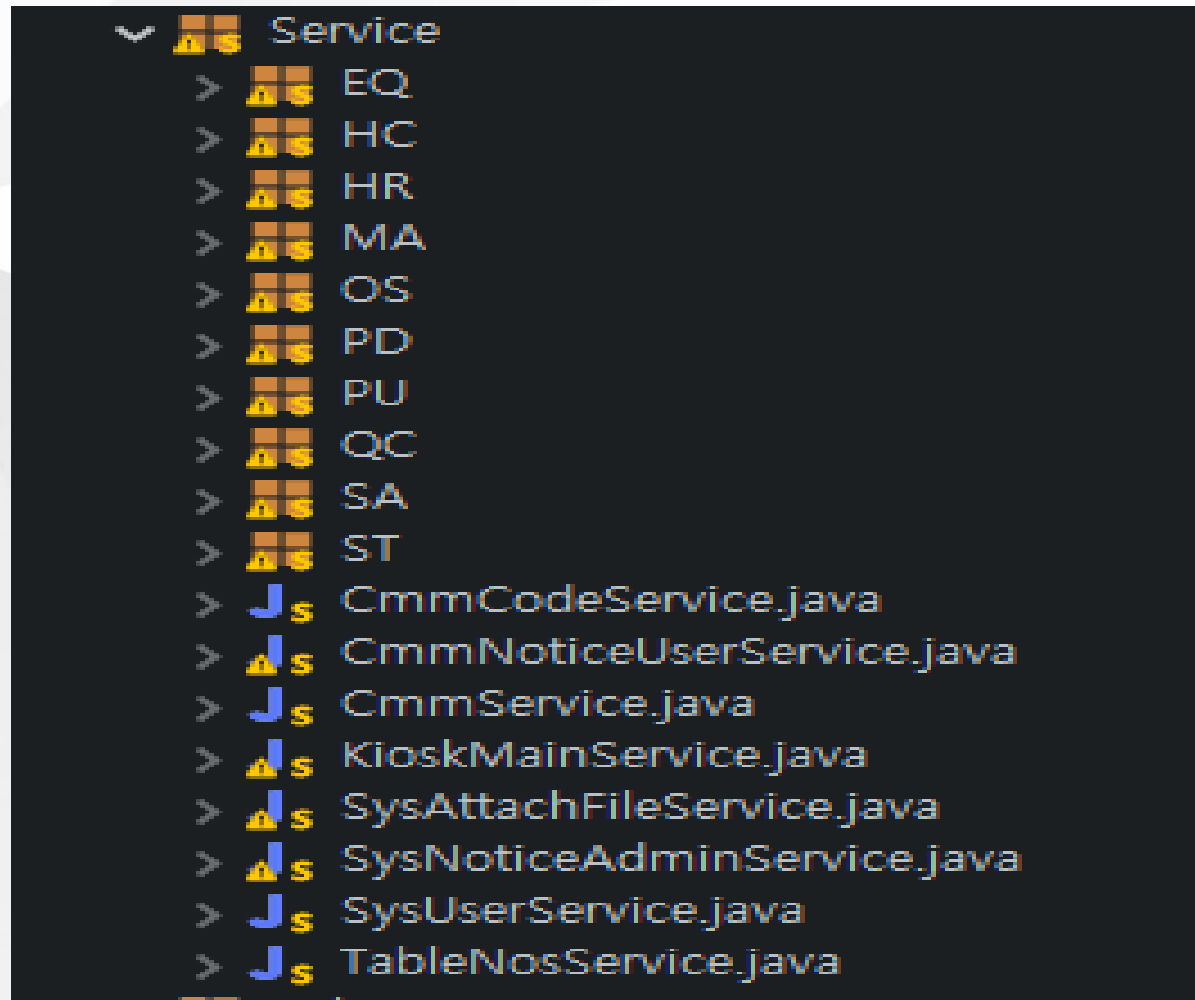 Service
EQ
HC
HR
MA
OS
PD
PU
QC
SA
ST
CmmCodeService.java
CmmNoticeUserService.java
CmmService.java
KioskMainService.java
SysAttachFileService.java
SysNoticeAdminService.java
SysUserService.java
TableNosService.java